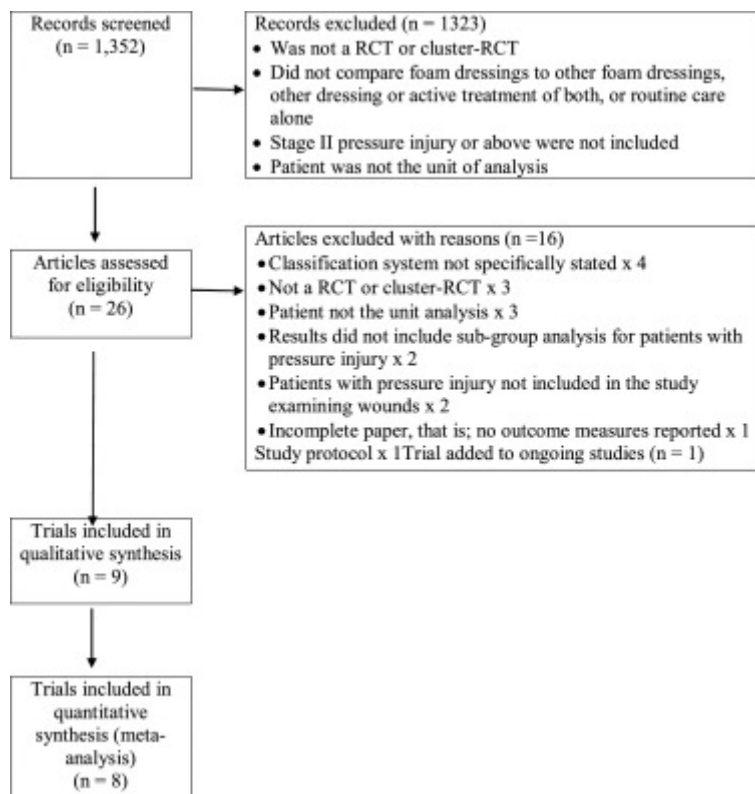 Records screened
(n = 1,352)
Records excluded (n = 1323)
• Was not a RCT or cluster-RCT
• Did not compare foam dressings to other foam dressings,
other dressing or active treatment of both, or routine care
alone
• Stage II pressure injury or above were not included
• Patient was not the unit of analysis
Articles assessed
for eligibility
(n = 26)
Articles excluded with reasons (n =16)
•Classification system not specifically stated x 4
•Not a RCT or cluster-RCT x 3
•Patient not the unit analysis x 3
•Results did not include sub-group analysis for patients with
pressure injury x 2
•Patients with pressure injury not included in the study
examining wounds x 2
•Incomplete paper, that is; no outcome measures reported x 1
Study protocol x 1Trial added to ongoing studies (n = 1)
Trials included in
qualitative synthesis
(n = 9)
Trials included in
quantitative
synthesis (meta-
analysis)
(n = 8)